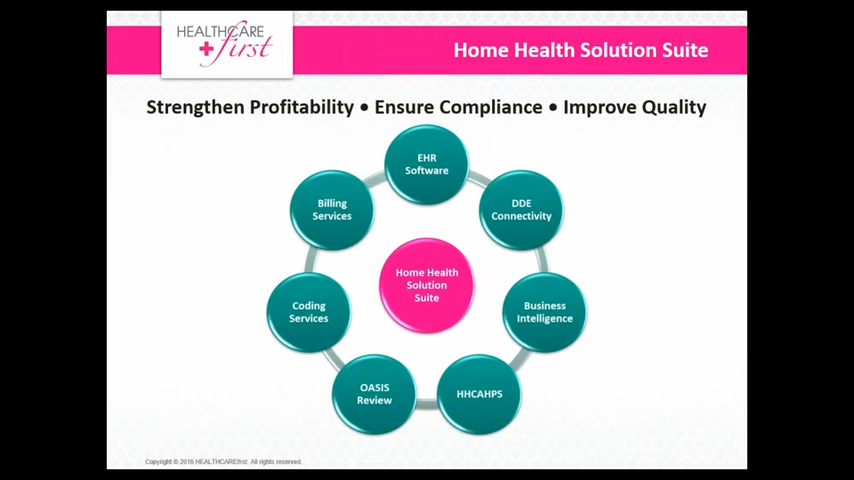 HEALTHCARE
first
Home Health Solution Suite
Strengthen Profitability • Ensure Compliance • Improve Quality
EHR
Software
DDE
Connectivity
Business
Intelligence
HHCAHPS
OASIS
Review
Coding
Services
Billing
Services
Home Health
Solution
Suite
Copyright © 2016 HEALTHCAREfirst. All rights reserved.